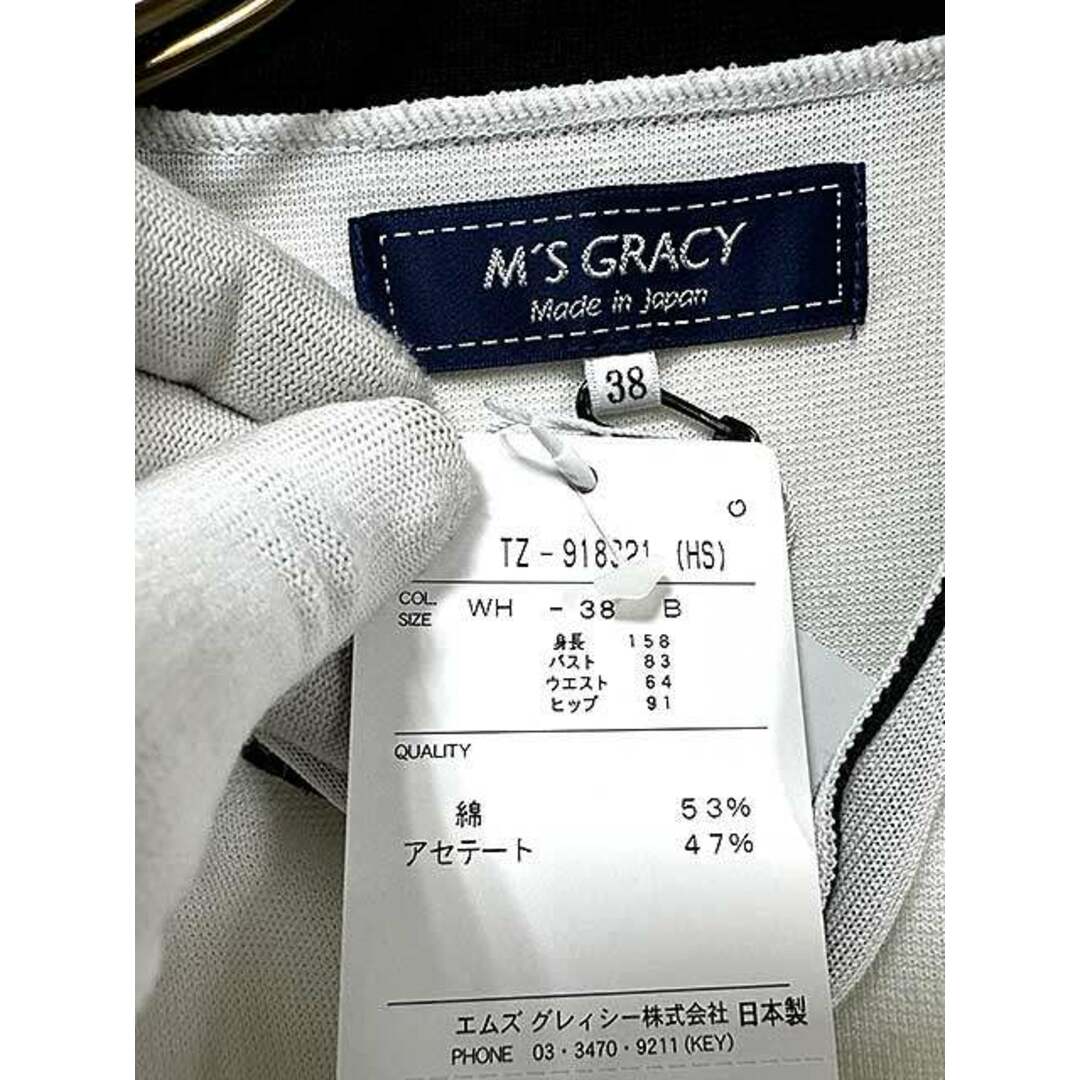 M'S GRACY
Made in Japan
38
TZ-918321 (HS)
COL. WH - 38 B
SIZE
身長 158
バスト 83
ウエスト 64
ヒップ 91
QUALITY
綿 53%
アセテート 47%
エムズ グレィシー株式会社 日本製
PHONE 03・3470・9211(KEY)